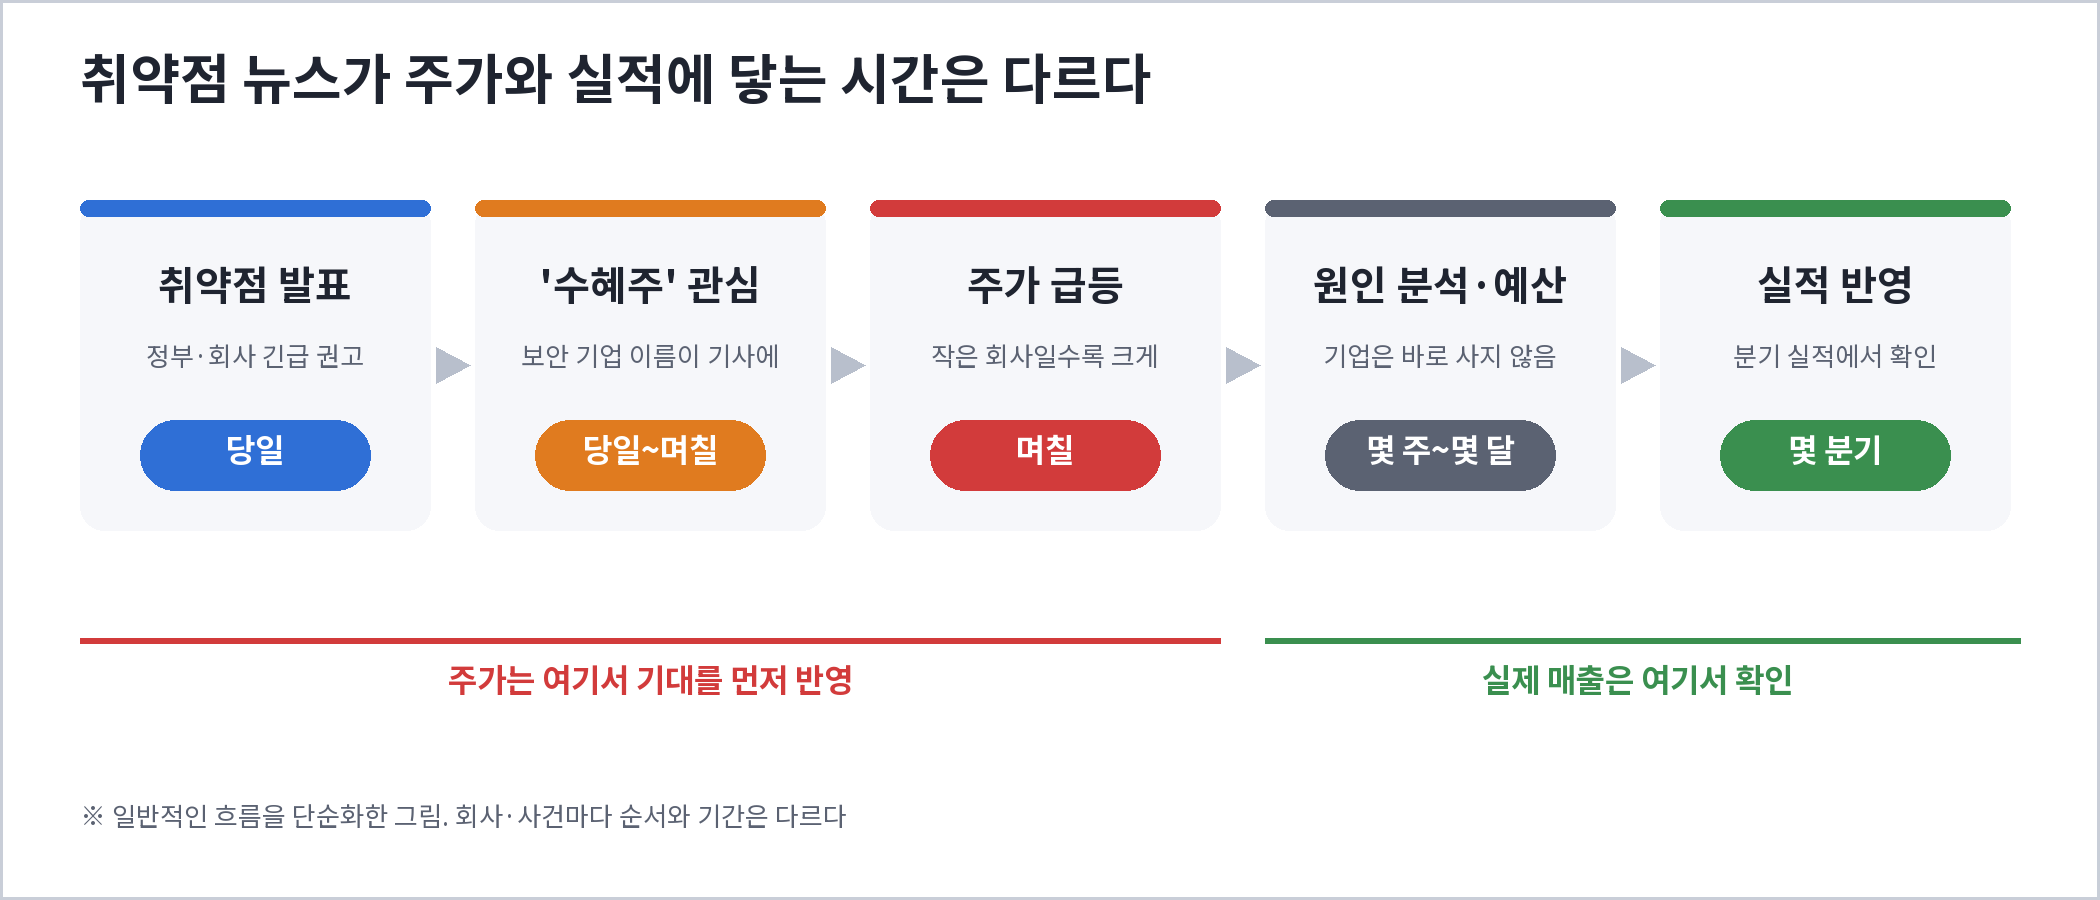 취약점 뉴스가 주가와 실적에 닿는 시간은 다르다
취약점 발표
정부·회사 긴급 권고
당일
'수혜주' 관심
보안 기업 이름이 기사에
당일~며칠
주가 급등
작은 회사일수록 크게
며칠
원인 분석·예산
기업은 바로 사지 않음
몇 주~몇 달
실적 반영
분기 실적에서 확인
몇 분기
주가는 여기서 기대를 먼저 반영
실제 매출은 여기서 확인
※ 일반적인 흐름을 단순화한 그림. 회사·사건마다 순서와 기간은 다르다